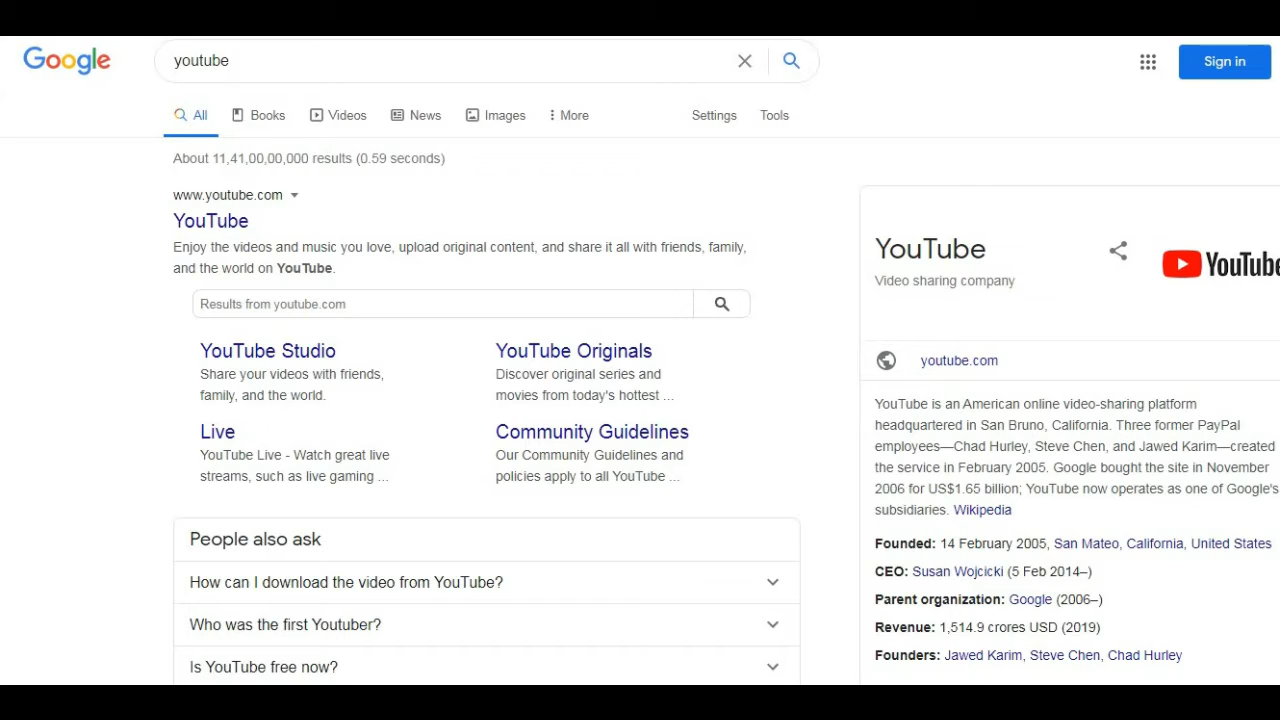 Google
youtube
Sign in
All
Books
Videos
News
Images
More
Settings
Tools
About 11,41,00,00,000 results (0.59 seconds)
www.youtube.com
YouTube
Enjoy the videos and music you love, upload original content, and share it all with friends, family,
and the world on YouTube.
Results from youtube.com
YouTube Studio
Share your videos with friends,
family, and the world.
YouTube Originals
Discover original series and
movies from today's hottest ...
Live
YouTube Live - Watch great live
streams, such as live gaming ...
Community Guidelines
Our Community Guidelines and
policies apply to all YouTube ...
People also ask
How can I download the video from YouTube?
Who was the first Youtuber?
Is YouTube free now?
YouTube
Video sharing company
YouTube
youtube.com
YouTube is an American online video-sharing platform
headquartered in San Bruno, California. Three former PayPal
employees—Chad Hurley, Steve Chen, and Jawed Karim—created
the service in February 2005. Google bought the site in November
2006 for US$1.65 billion; YouTube now operates as one of Google's
subsidiaries. Wikipedia
Founded: 14 February 2005, San Mateo, California, United States
CEO: Susan Wojcicki (5 Feb 2014–)
Parent organization: Google (2006–)
Revenue: 1,514.9 crores USD (2019)
Founders: Jawed Karim, Steve Chen, Chad Hurley